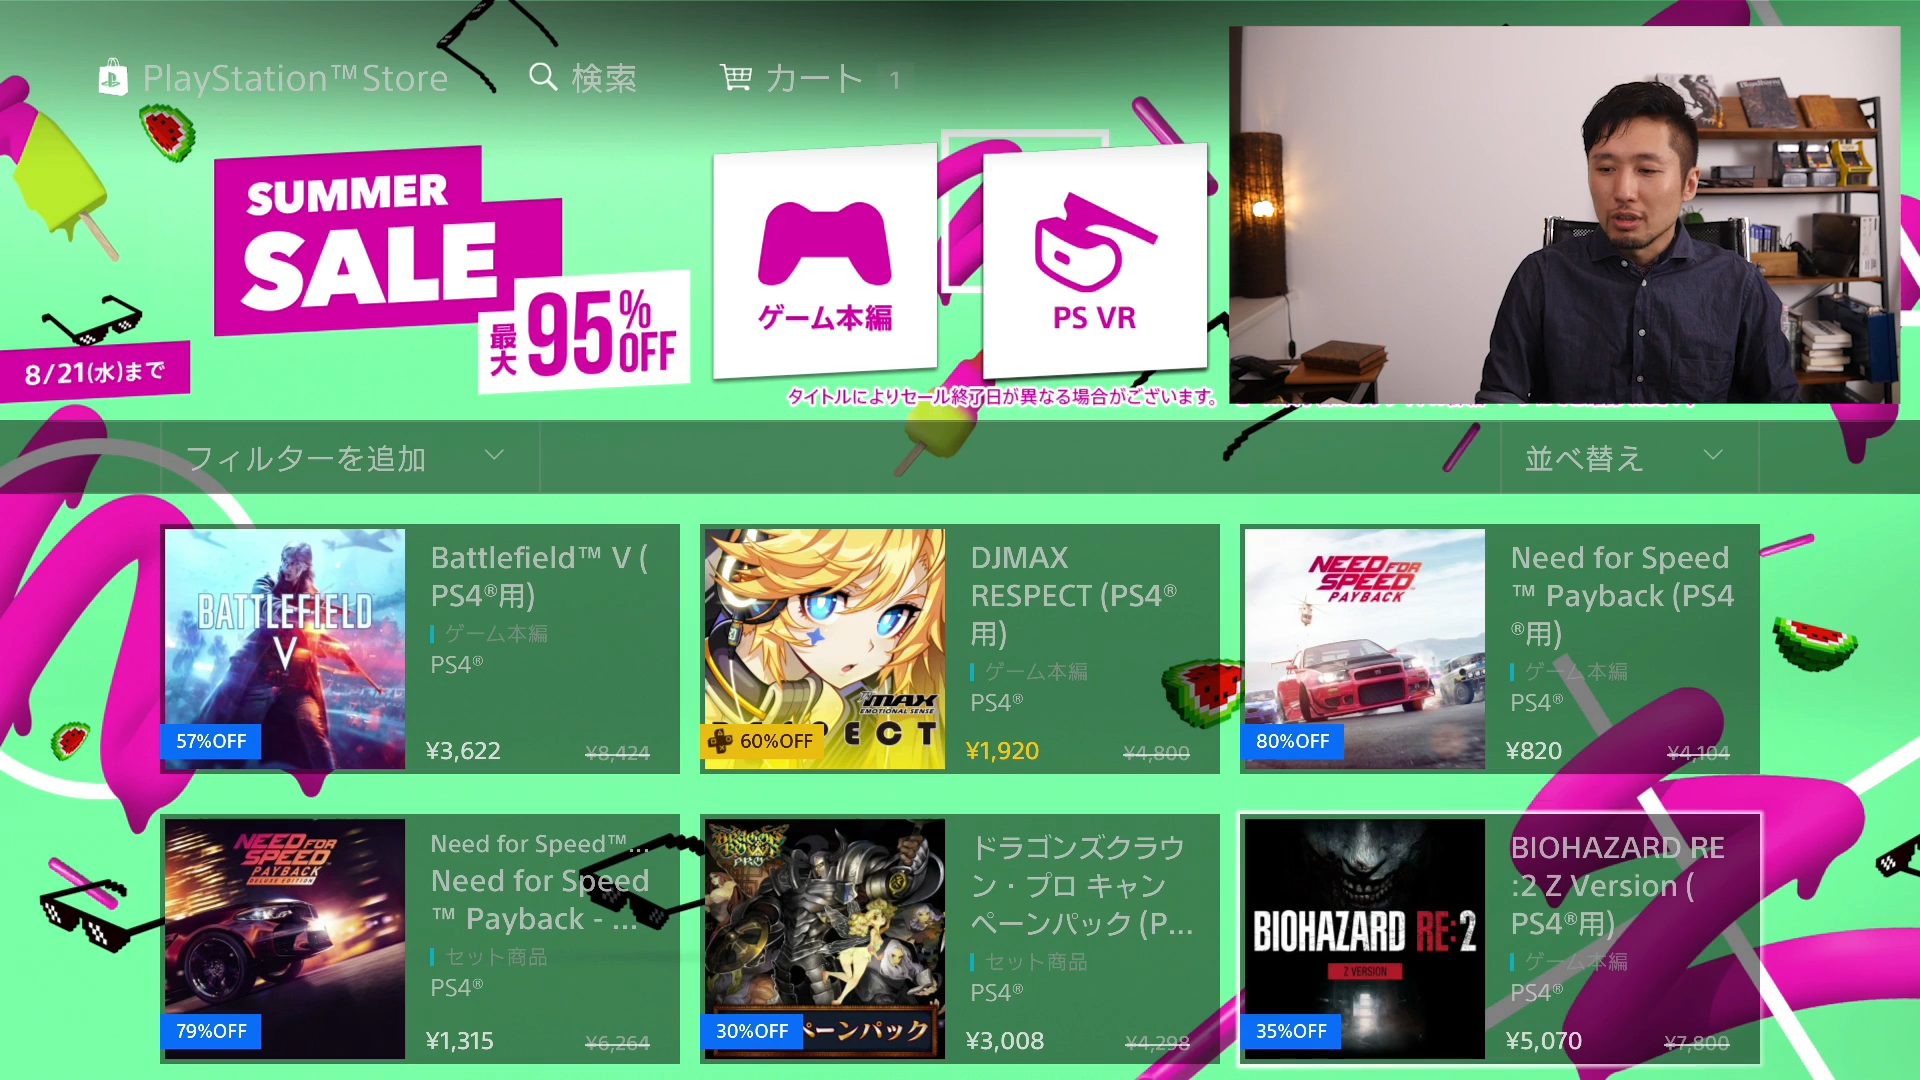 PlayStation™Store
検索
カート 1
SUMMER
SALE
最大95%OFF
8/21(水)まで
ゲーム本編
PS VR
タイトルによりセール終了日が異なる場合がございます。
フィルターを追加
並べ替え
BATTLEFIELD
V
57%OFF
Battlefield™ V (
PS4®用)
ゲーム本編
PS4®
¥3,622 ¥8,424
DJMAX
EMOTIONAL SENSE
60%OFF
DJMAX
RESPECT (PS4®
用)
ゲーム本編
PS4®
¥1,920 ¥4,800
NEED FOR
SPEED
PAYBACK
80%OFF
Need for Speed
™ Payback (PS4
®用)
ゲーム本編
PS4®
¥820 ¥4,104
NEED FOR
SPEED
PAYBACK
DELUXE EDITION
79%OFF
Need for Speed™...
Need for Speed
™ Payback - ...
セット商品
PS4®
¥1,315 ¥6,264
PRO
ペーンパック
30%OFF
ドラゴンズクラウ
ン・プロ キャン
ペーンパック (P...
セット商品
PS4®
¥3,008 ¥4,298
BIOHAZARD RE:2
Z VERSION
35%OFF
BIOHAZARD RE
:2 Z Version (
PS4®用)
ゲーム本編
PS4®
¥5,070 ¥7,800